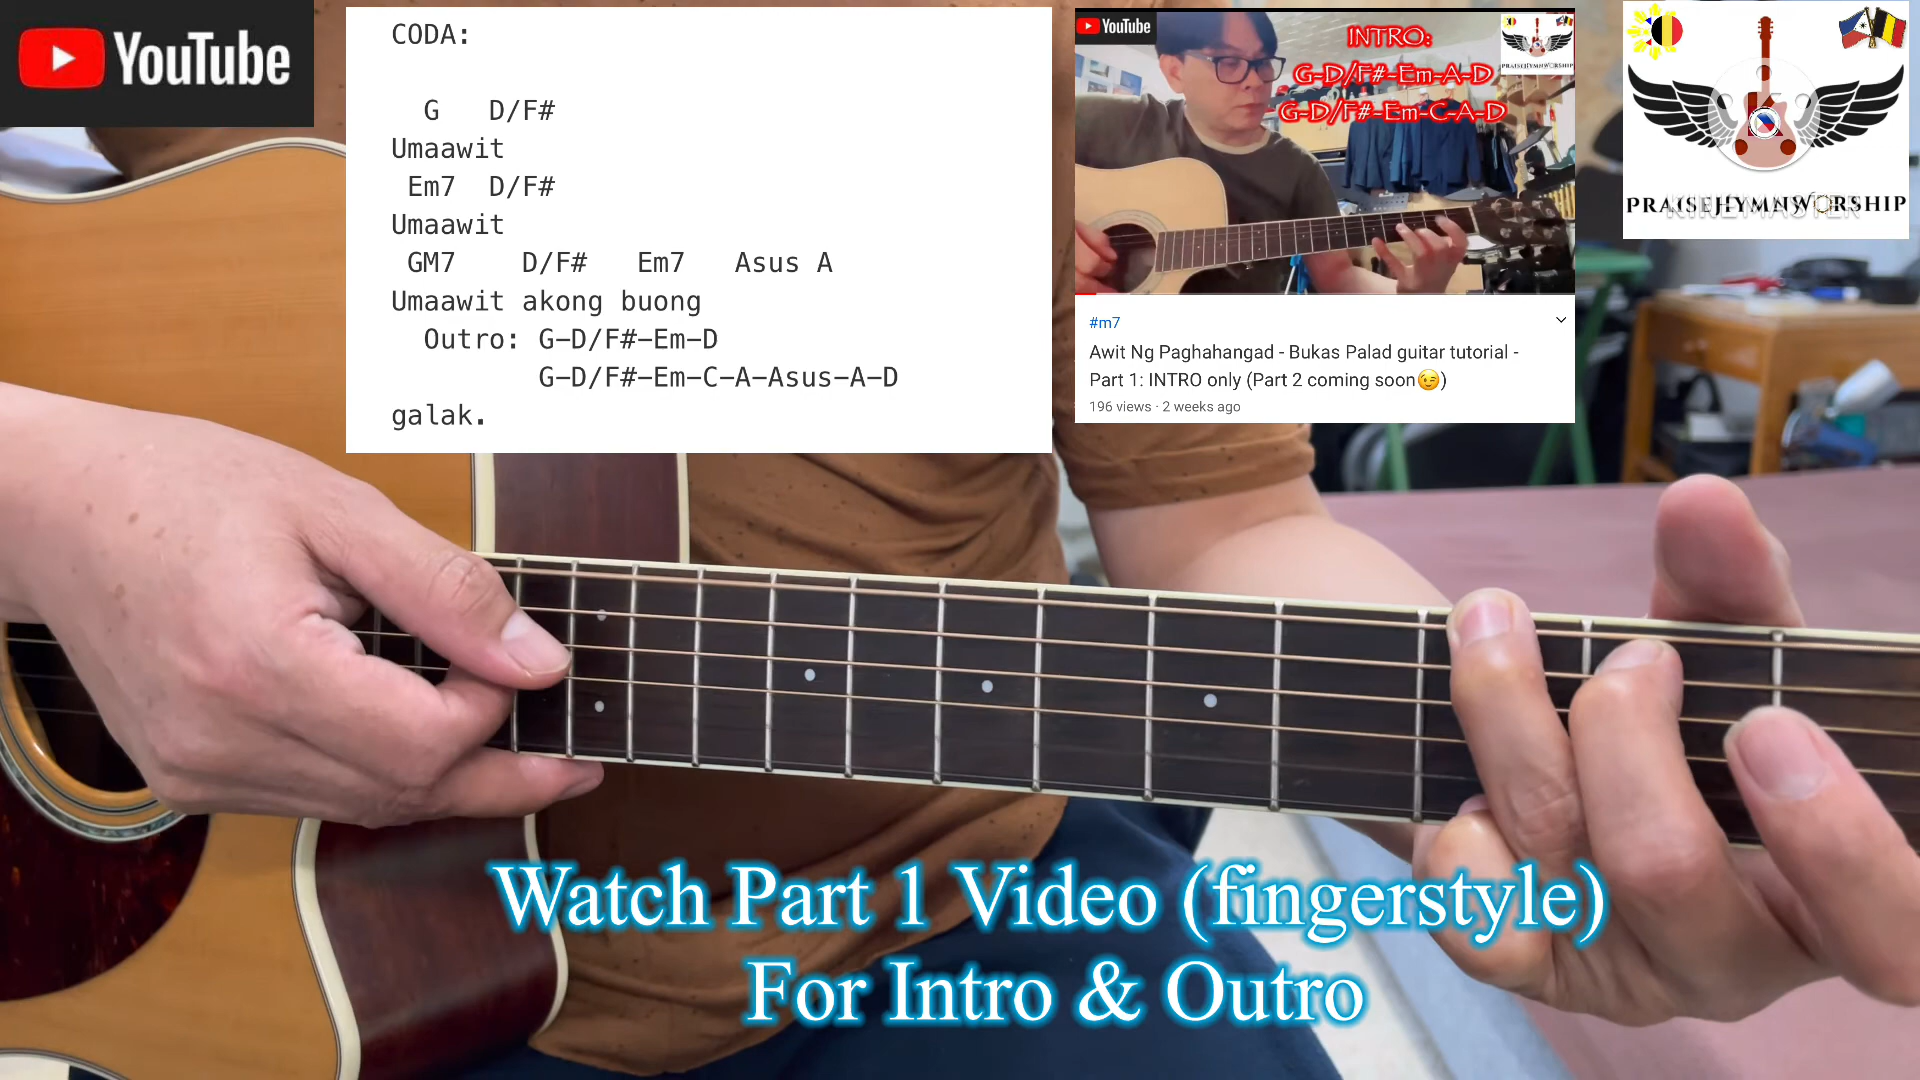 YouTube
CODA:
G D/F#
Umaawit
Em7 D/F#
Umaawit
GM7 D/F# Em7 Asus A
Umaawit akong buong
Outro: G-D/F#-Em-D
G-D/F#-Em-C-A-Asus-A-D
galak.
YouTube
INTRO:
G-D/F#-Em-A-D
G-D/F#-Em-C-A-D
PRAISEHYMNWORSHIP
#m7
Awit Ng Paghahangad - Bukas Palad guitar tutorial -
Part 1: INTRO only (Part 2 coming soon😉)
196 views · 2 weeks ago
PRAISEHYMNWORSHIP
KINEMASTER
Watch Part 1 Video (fingerstyle)
For Intro & Outro